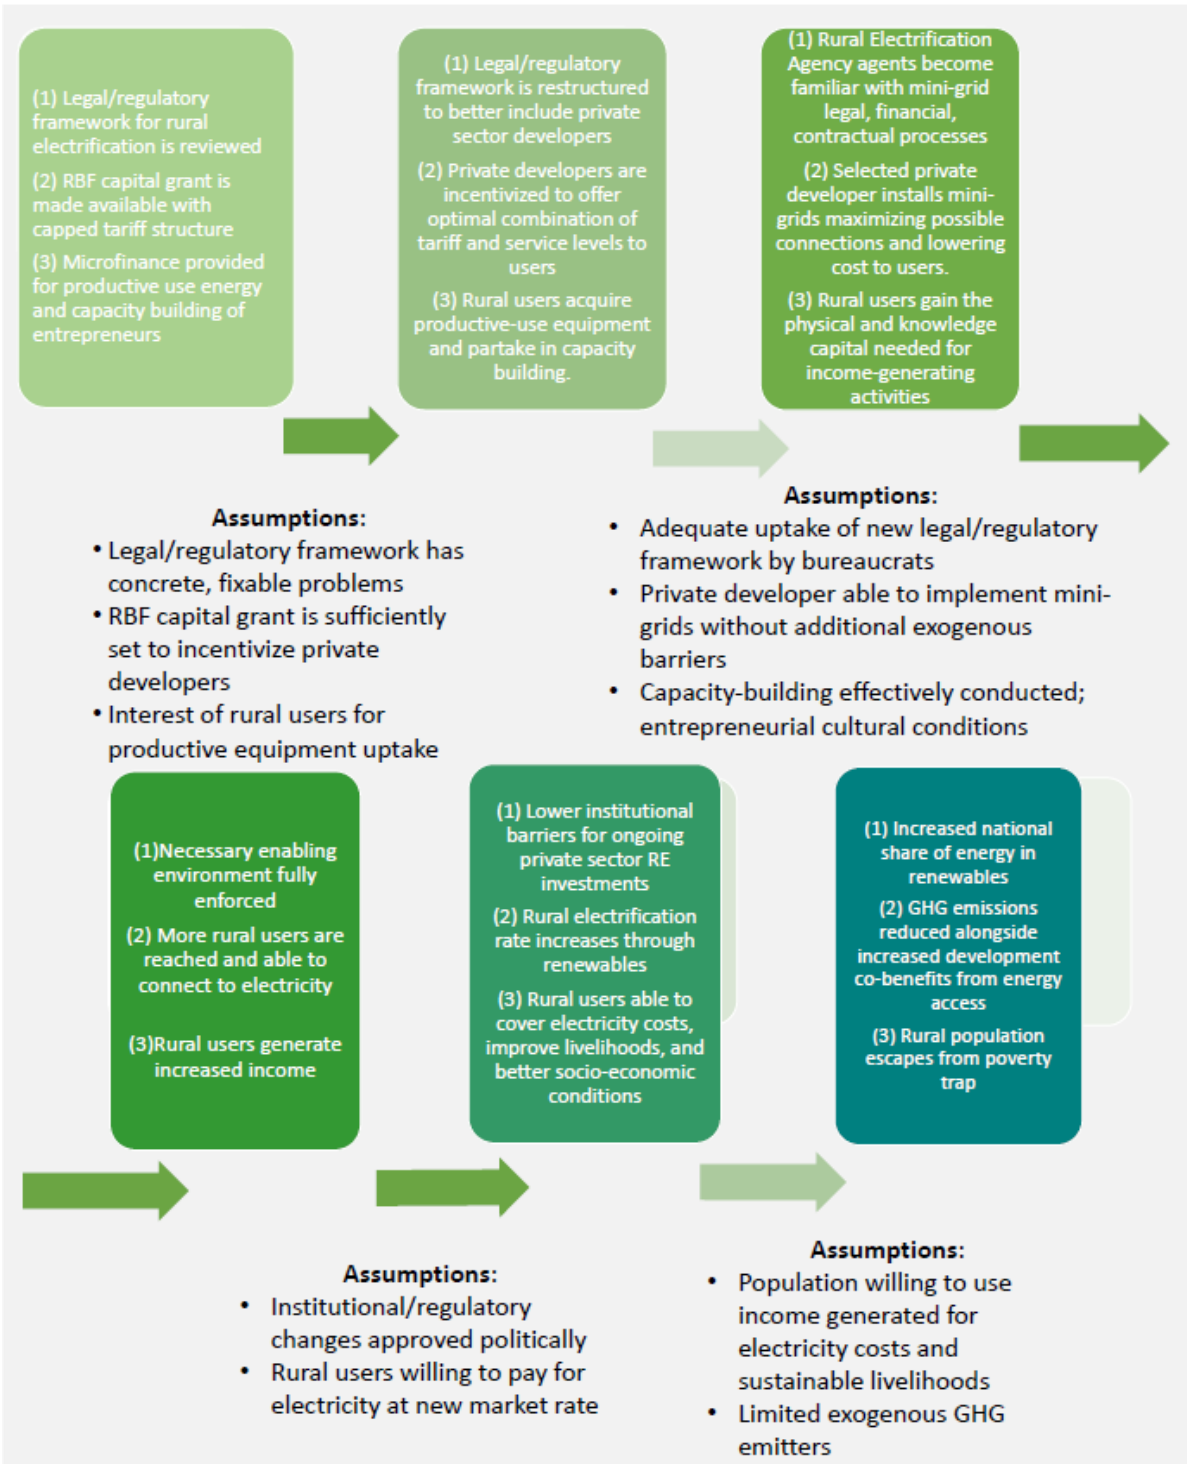 (1) Legal/regulatory
framework for rural
electrification is reviewed
(2) RBF capital grant is
made available with
capped tariff structure
(3) Microfinance provided
for productive use energy
and capacity building of
entrepreneurs
(1) Legal/regulatory
framework is restructured
to better include private
sector developers
(2) Private developers are
incentivized to offer
optimal combination of
tariff and service levels to
users
(3) Rural users acquire
productive-use equipment
and partake in capacity
building.
(1) Rural Electrification
Agency agents become
familiar with mini-grid
legal, financial,
contractual processes
(2) Selected private
developer installs mini-
grids maximizing possible
connections and lowering
cost to users.
(3) Rural users gain the
physical and knowledge
capital needed for
income-generating
activities
Assumptions:
• Legal/regulatory framework has
concrete, fixable problems
• RBF capital grant is sufficiently
set to incentivize private
developers
• Interest of rural users for
productive equipment uptake
Assumptions:
• Adequate uptake of new legal/regulatory
framework by bureaucrats
• Private developer able to implement mini-
grids without additional exogenous
barriers
• Capacity-building effectively conducted;
entrepreneurial cultural conditions
(1)Necessary enabling
environment fully
enforced
(2) More rural users are
reached and able to
connect to electricity
(3)Rural users generate
increased income
(1) Lower institutional
barriers for ongoing
private sector RE
investments
(2) Rural electrification
rate increases through
renewables
(3) Rural users able to
cover electricity costs,
improve livelihoods, and
better socio-economic
conditions
(1) Increased national
share of energy in
renewables
(2) GHG emissions
reduced alongside
increased development
co-benefits from energy
access
(3) Rural population
escapes from poverty
trap
Assumptions:
• Institutional/regulatory
changes approved politically
• Rural users willing to pay for
electricity at new market rate
Assumptions:
• Population willing to use
income generated for
electricity costs and
sustainable livelihoods
• Limited exogenous GHG
emitters